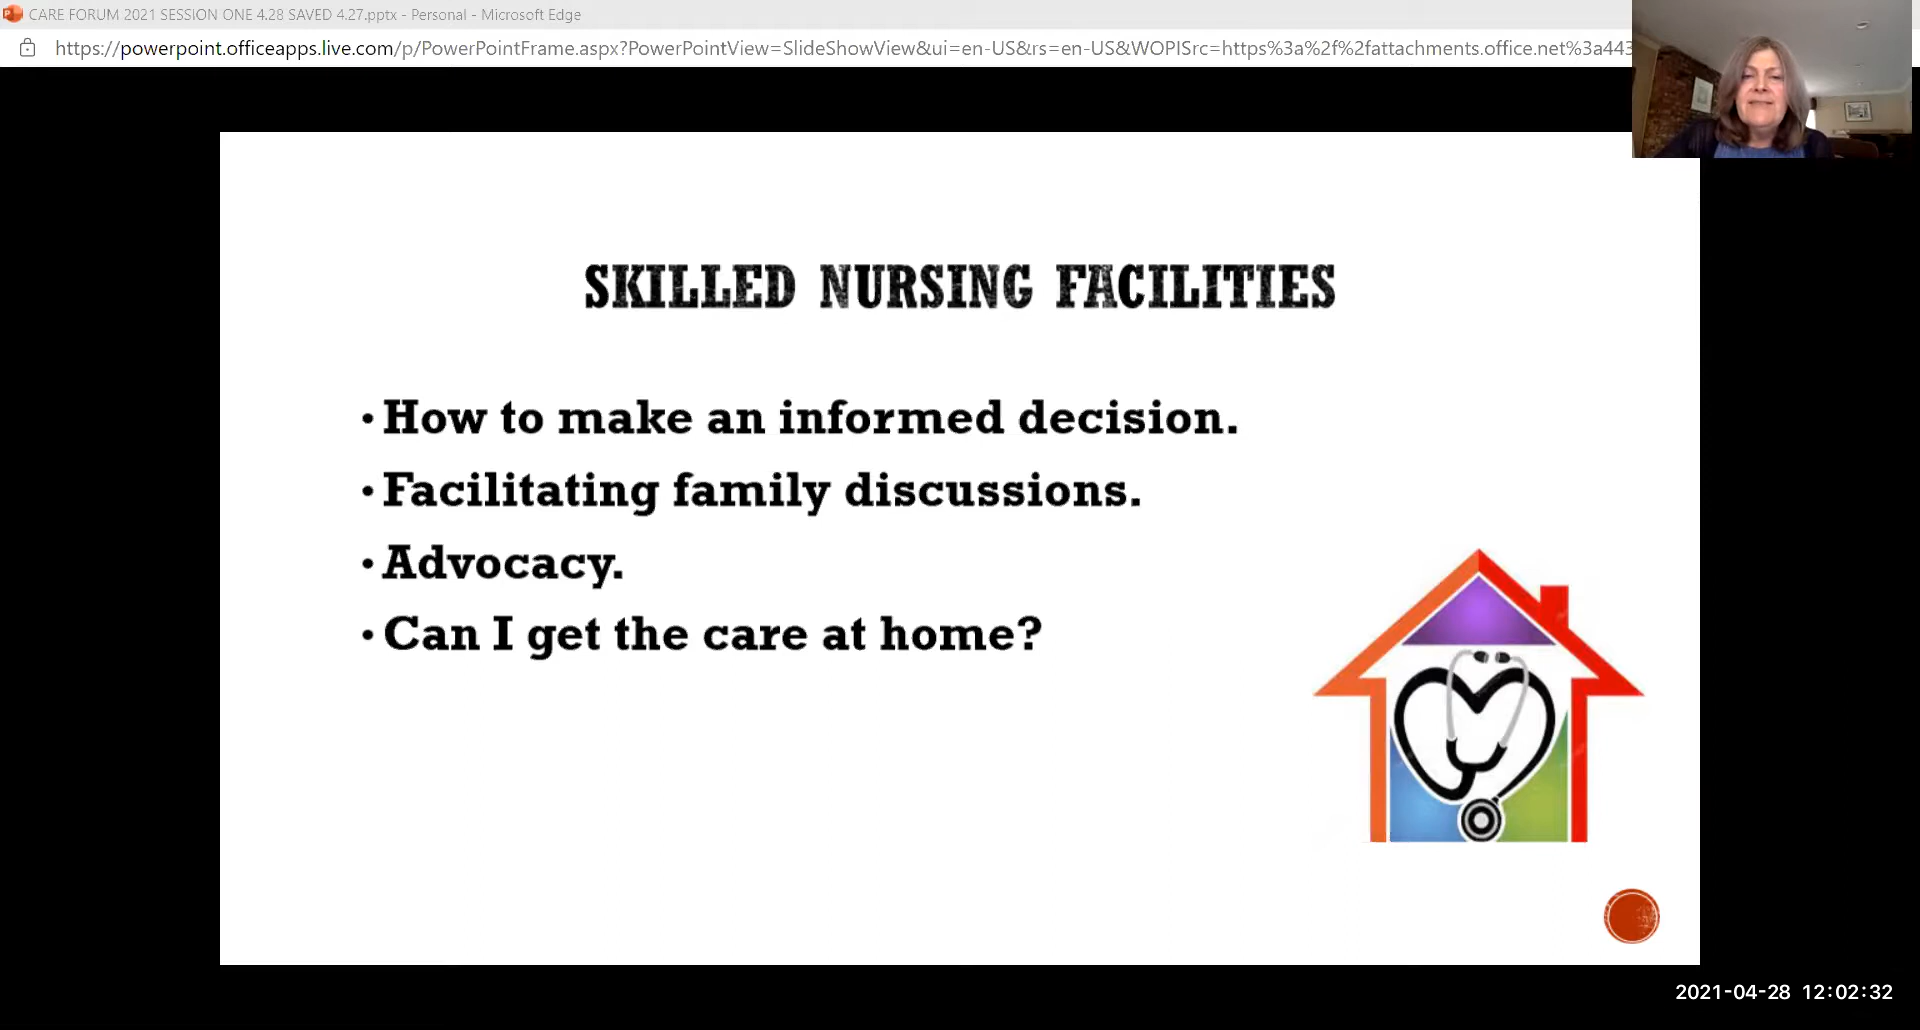 CARE FORUM 2021 SESSION ONE 4.28 SAVED 4.27.pptx - Personal - Microsoft Edge
https://powerpoint.officeapps.live.com/p/PowerPointFrame.aspx?PowerPointView=SlideShowView&ui=en-US&rs=en-US&WOPISrc=https%3a%2f%2fattachments.office.net%3a443
SKILLED NURSING FACILITIES
• How to make an informed decision.
• Facilitating family discussions.
• Advocacy.
• Can I get the care at home?
2021-04-28 12:02:32